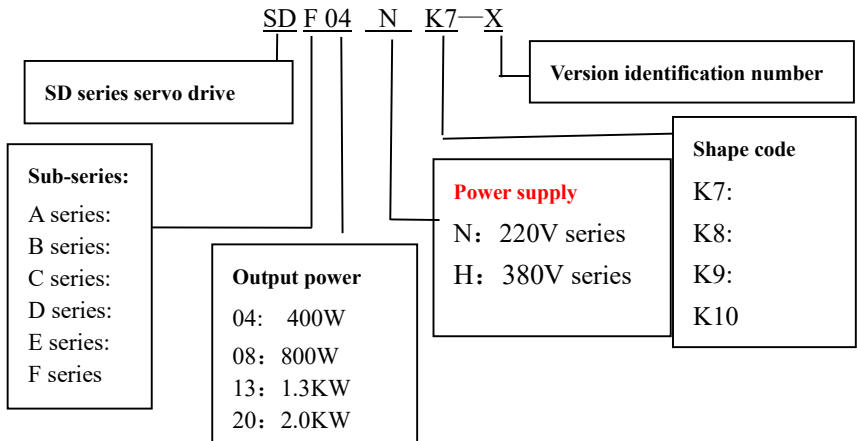 SD F 04 N K7—X
SD series servo drive
Version identification number
Sub-series:
A series:
B series:
C series:
D series:
E series:
F series
Output power
04: 400W
08：800W
13：1.3KW
20：2.0KW
Power supply
N：220V series
H：380V series
Shape code
K7:
K8:
K9:
K10